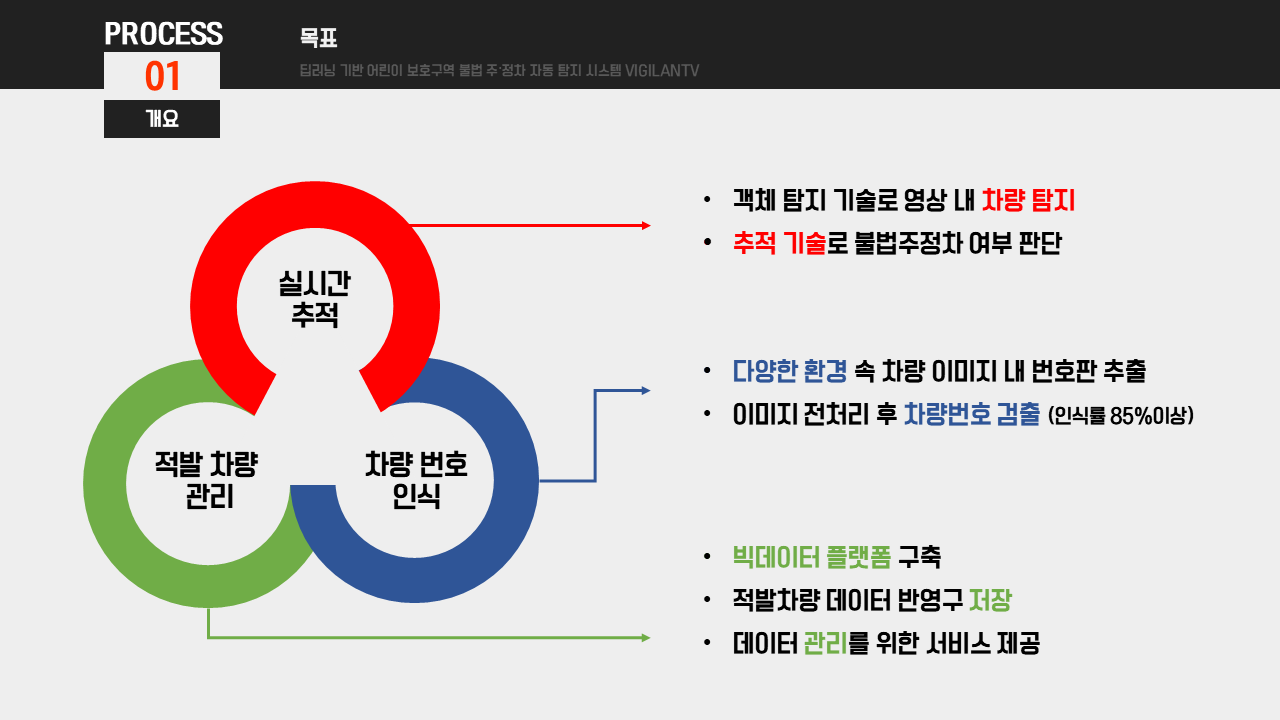 PROCESS
01
개요
목표
딥러닝 기반 어린이 보호구역 불법 주·정차 자동 탐지 시스템 VIGILANTV
실시간
추적
적발 차량
관리
차량 번호
인식
• 객체 탐지 기술로 영상 내 차량 탐지
• 추적 기술로 불법주정차 여부 판단
• 다양한 환경 속 차량 이미지 내 번호판 추출
• 이미지 전처리 후 차량번호 검출 (인식률 85%이상)
• 빅데이터 플랫폼 구축
• 적발차량 데이터 반영구 저장
• 데이터 관리를 위한 서비스 제공